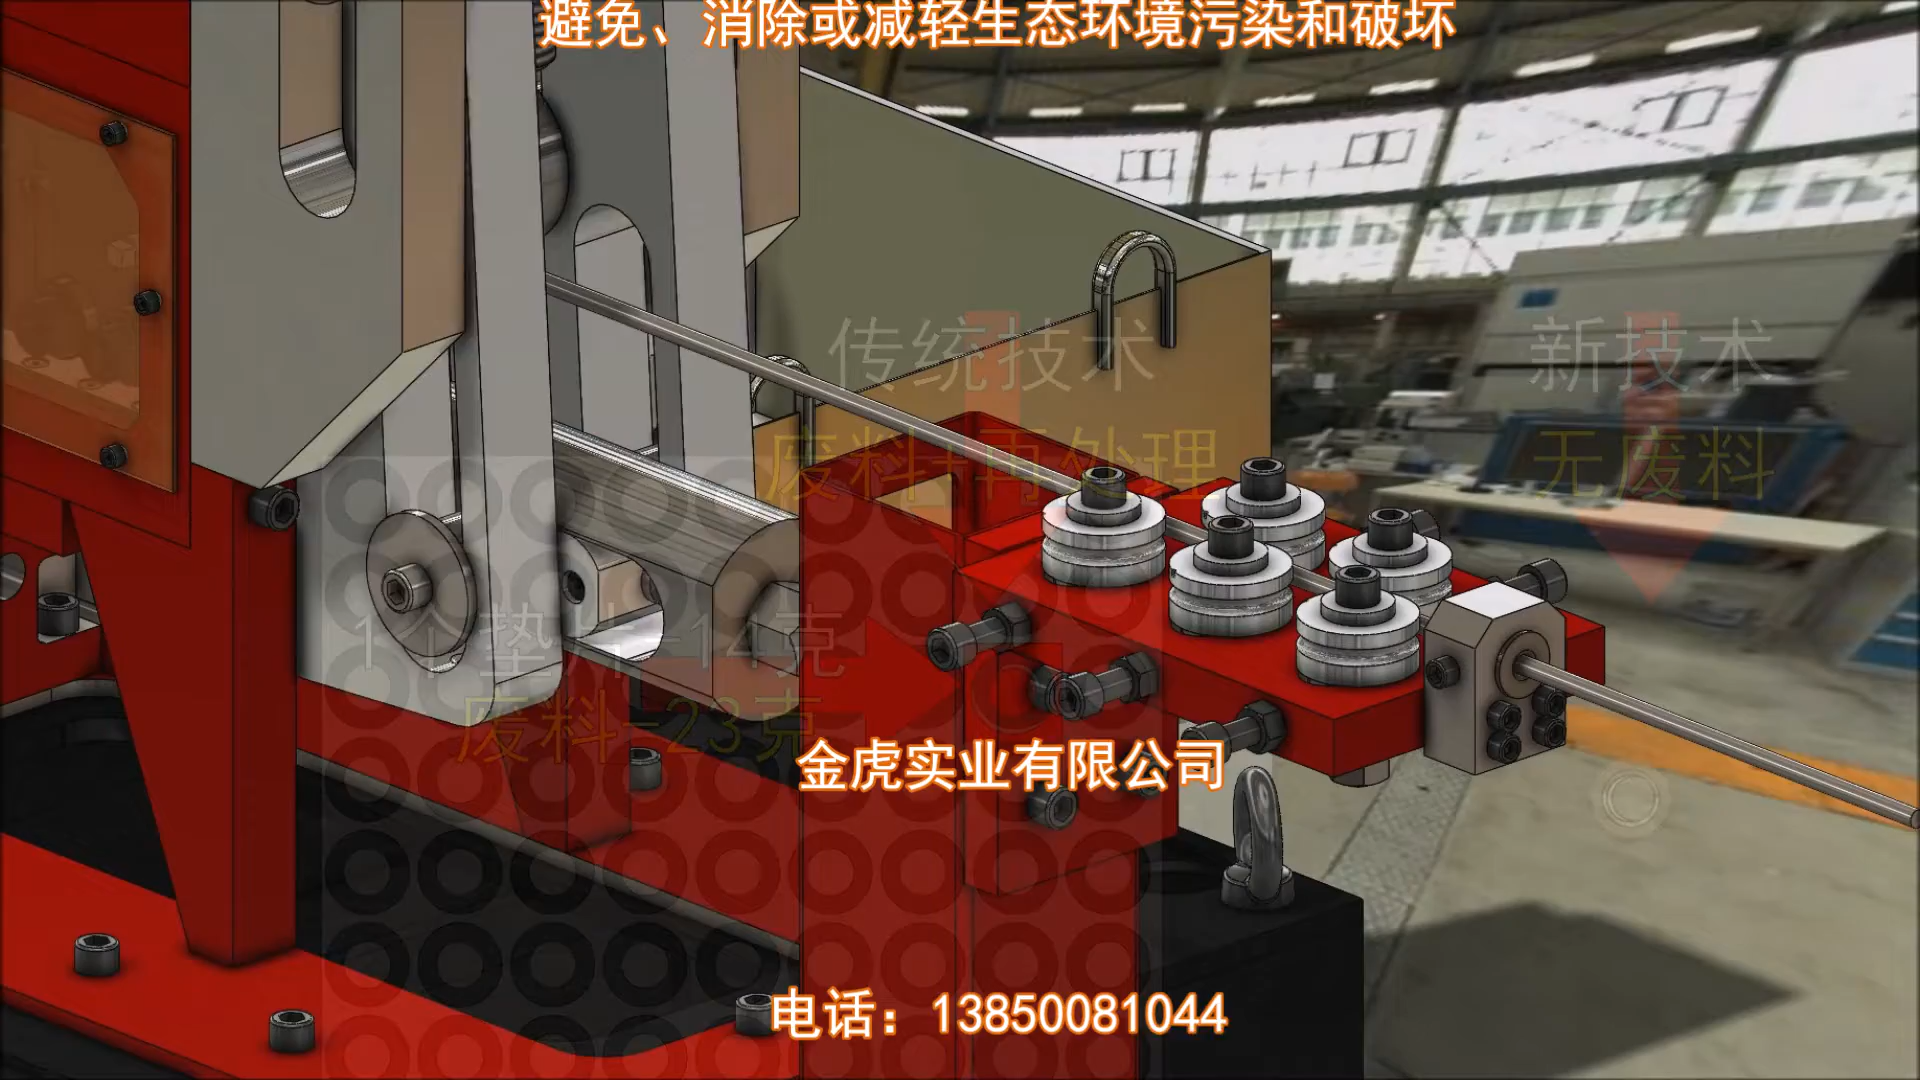 避免、消除或减轻生态环境污染和破坏
传统技术
新技术
废料+再处理
无废料
1个垫片=14克
废料=23克
金虎实业有限公司
电话：13850081044